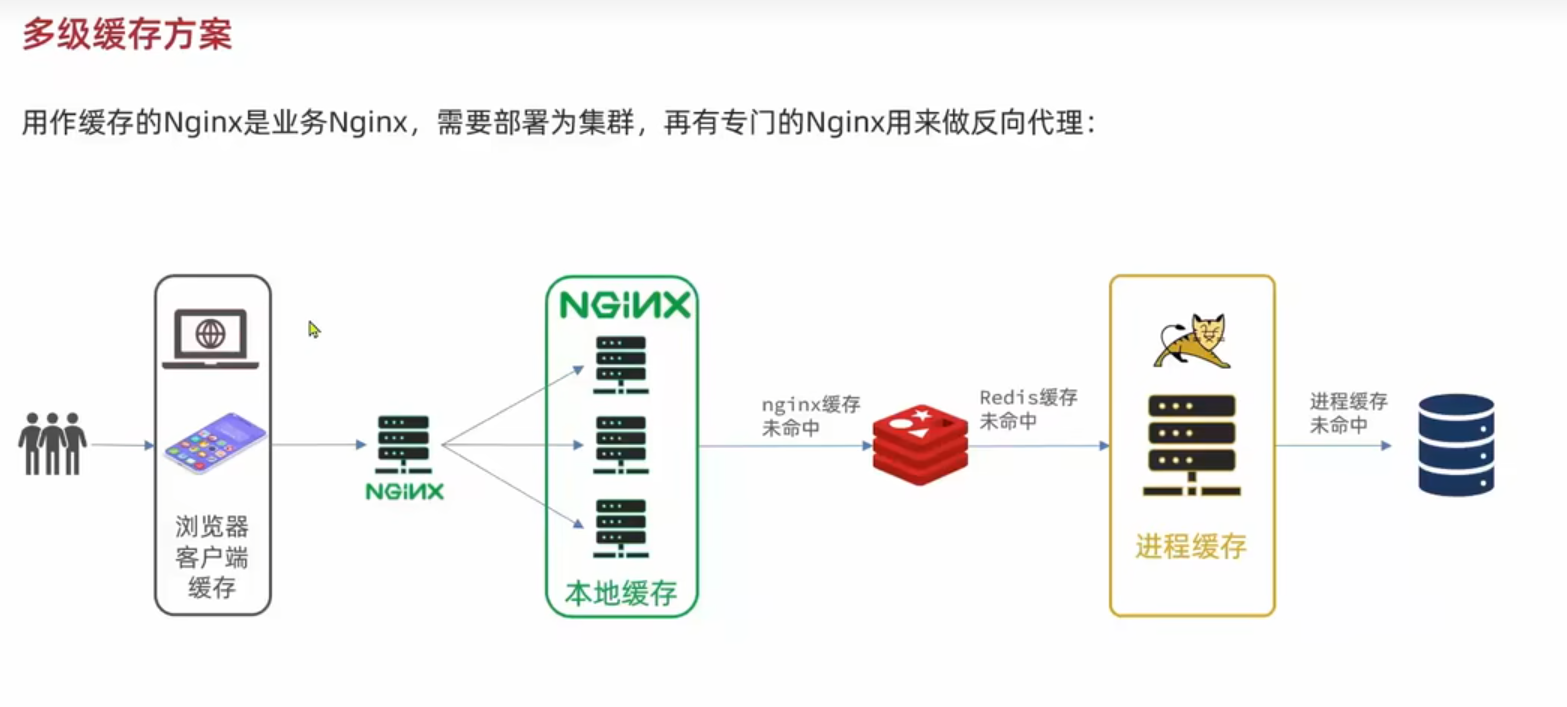 多级缓存方案
用作缓存的Nginx是业务Nginx，需要部署为集群，再有专门的Nginx用来做反向代理：
浏览器
客户端
缓存
NGiNX
NGiNX
本地缓存
nginx缓存
未命中
Redis缓存
未命中
进程缓存
进程缓存
未命中